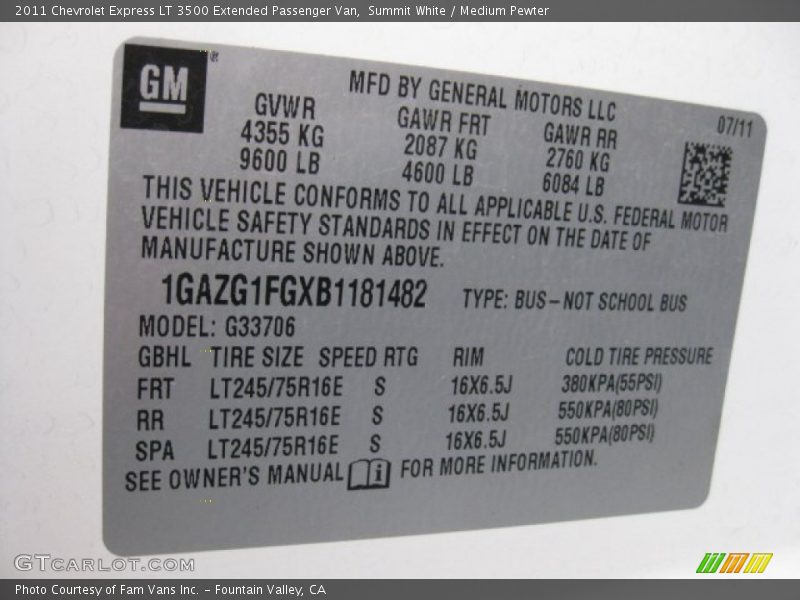 2011 Chevrolet Express LT 3500 Extended Passenger Van,  Summit White / Medium Pewter
GM®
MFD BY GENERAL MOTORS LLC
07/11
GVWR GAWR FRT GAWR RR
4355 KG 2087 KG 2760 KG
9600 LB 4600 LB 6084 LB
THIS VEHICLE CONFORMS TO ALL APPLICABLE U.S. FEDERAL MOTOR
VEHICLE SAFETY STANDARDS IN EFFECT ON THE DATE OF
MANUFACTURE SHOWN ABOVE.
1GAZG1FGXB1181482 TYPE: BUS-NOT SCHOOL BUS
MODEL: G33706
GBHL TIRE SIZE SPEED RTG RIM COLD TIRE PRESSURE
FRT LT245/75R16E S 16X6.5J 380KPA(55PSI)
RR LT245/75R16E S 16X6.5J 550KPA(80PSI)
SPA LT245/75R16E S 16X6.5J 550KPA(80PSI)
SEE OWNER'S MANUAL i FOR MORE INFORMATION.
GTCARLOT.COM
Photo Courtesy of Fam Vans Inc. - Fountain Valley, CA